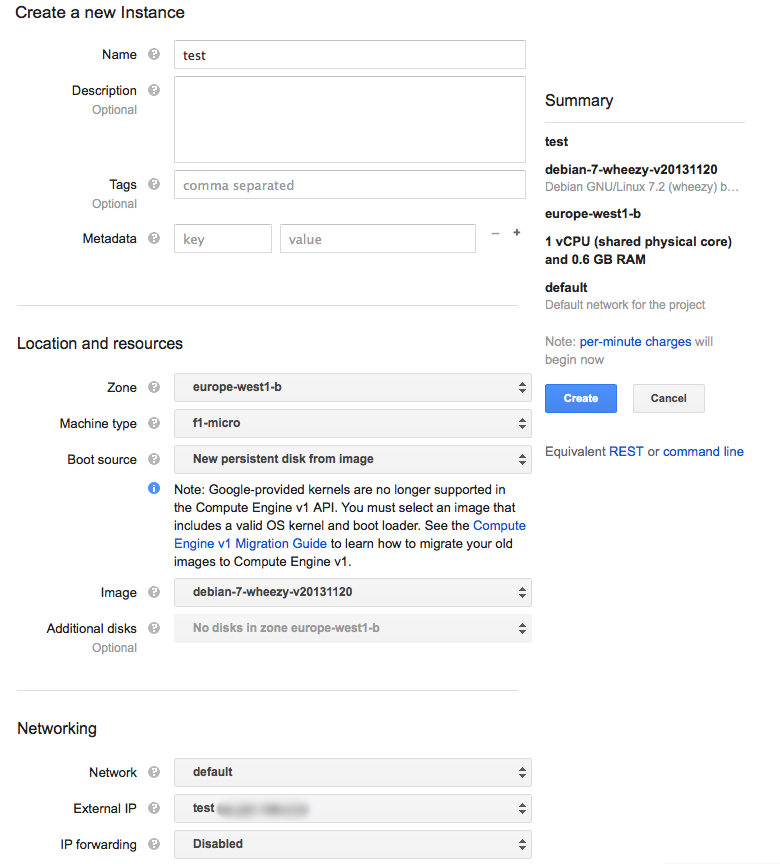 Create a new Instance
Name
test
Description
Optional
Tags
comma separated
Optional
Metadata
key
value
Location and resources
Zone
europe-west1-b
Machine type
f1-micro
Boot source
New persistent disk from image
Note: Google-provided kernels are no longer supported in
the Compute Engine v1 API. You must select an image that
includes a valid OS kernel and boot loader. See the Compute
Engine v1 Migration Guide to learn how to migrate your old
images to Compute Engine v1.
Image
debian-7-wheezy-v20131120
Additional disks
No disks in zone europe-west1-b
Optional
Networking
Network
default
External IP
test
IP forwarding
Disabled
Summary
test
debian-7-wheezy-v20131120
Debian GNU/Linux 7.2 (wheezy) b...
europe-west1-b
1 vCPU (shared physical core)
and 0.6 GB RAM
default
Default network for the project
Note: per-minute charges will
begin now
Create
Cancel
Equivalent REST or command line